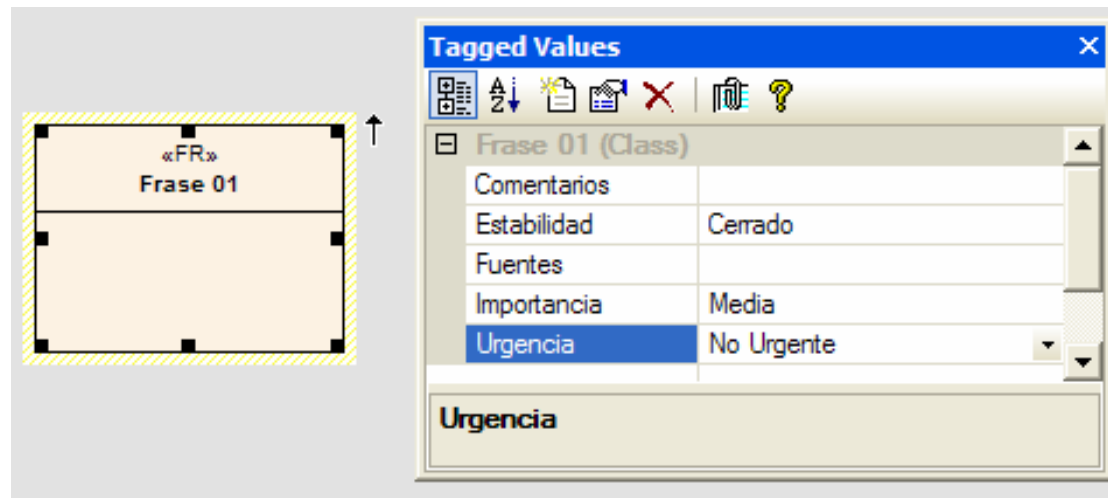 «FR»
Frase 01
Tagged Values
Frase 01 (Class)
Comentarios
Estabilidad Cerrado
Fuentes
Importancia Media
Urgencia No Urgente
Urgencia